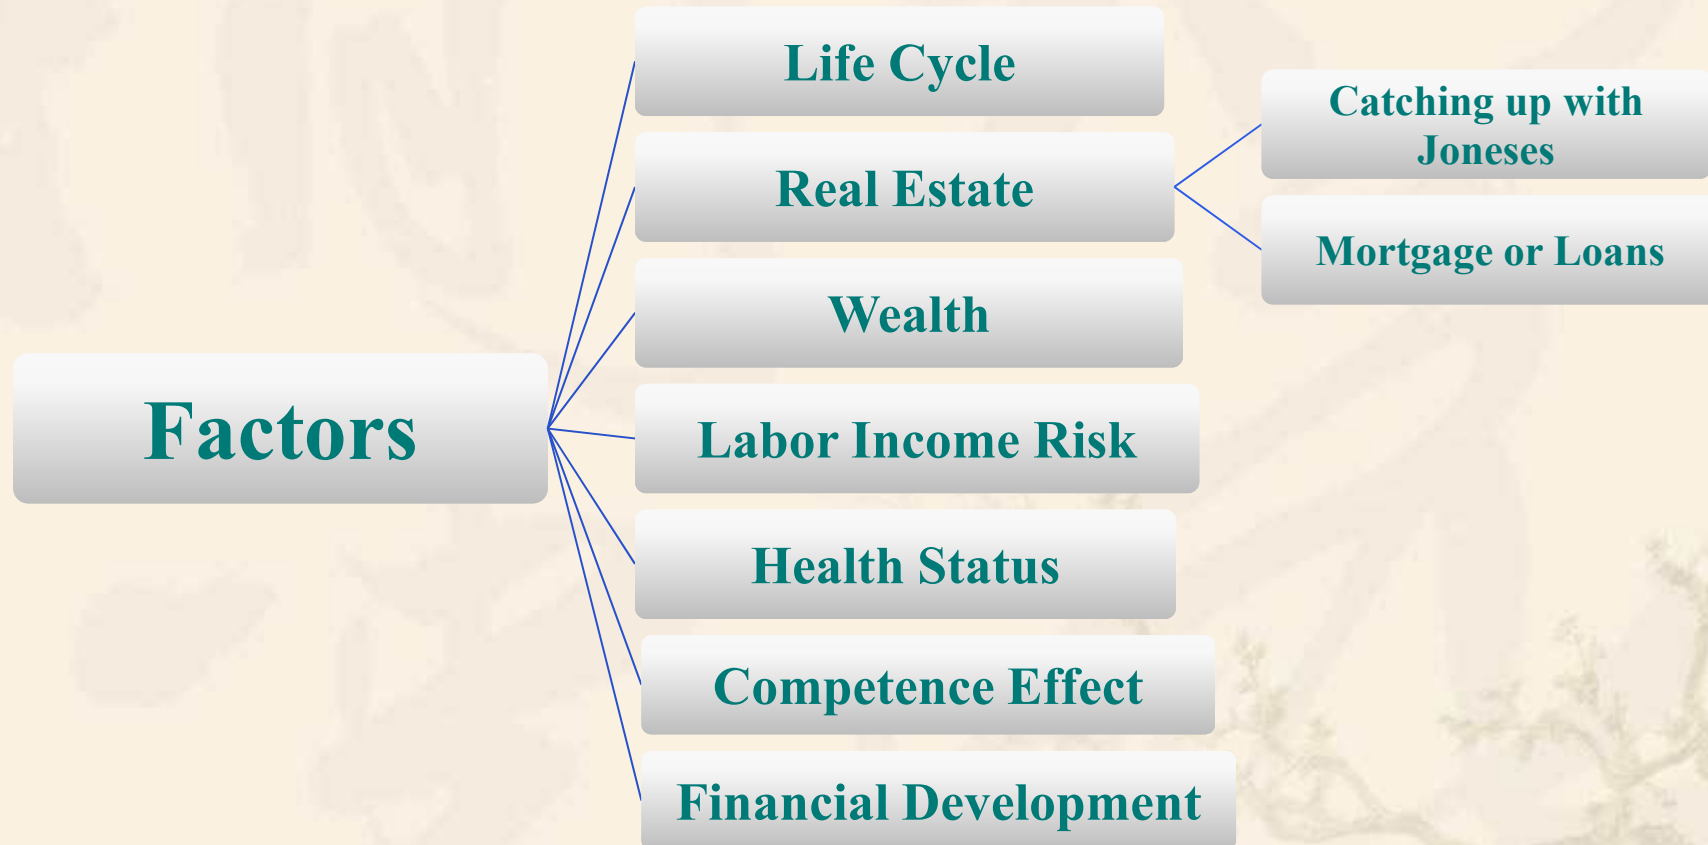 Factors
Life Cycle
Real Estate
Catching up with
Joneses
Mortgage or Loans
Wealth
Labor Income Risk
Health Status
Competence Effect
Financial Development